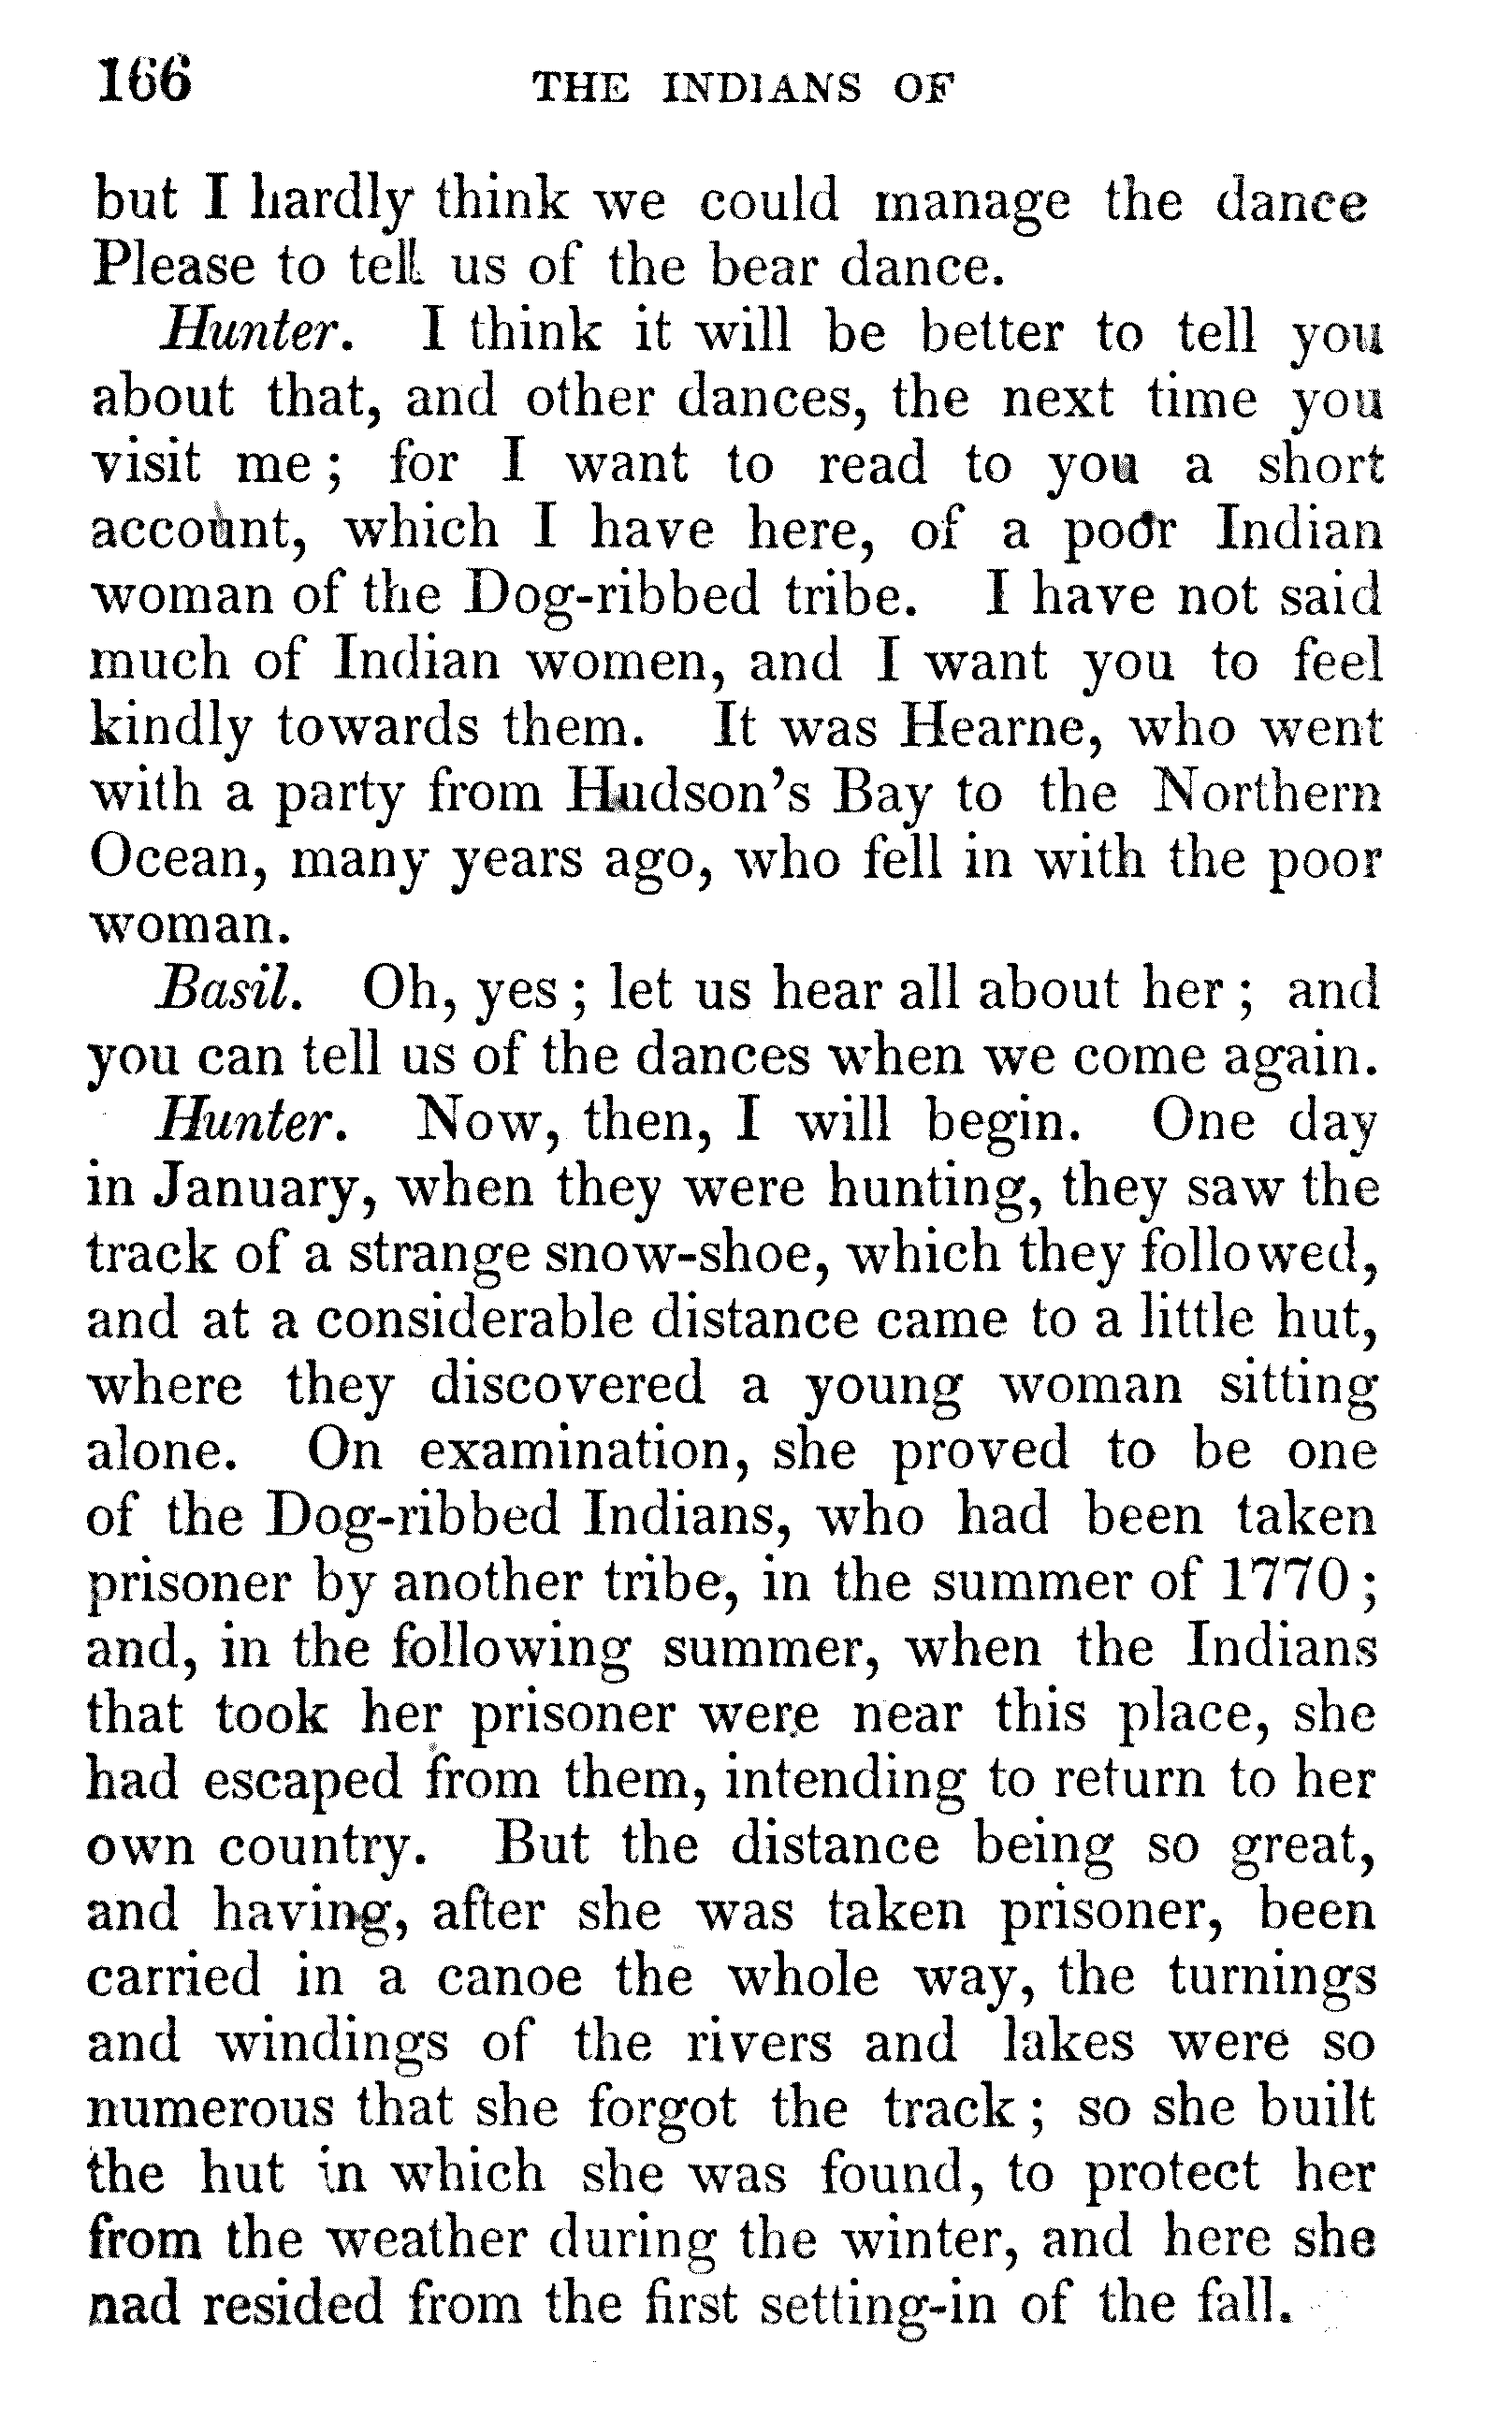 166 THE INDIANS OF
but I hardly think we could manage the dance
Please to tell us of the bear dance.
Hunter. I think it will be better to tell you
about that, and other dances, the next time you
visit me; for I want to read to you a short
account, which I have here, of a poor Indian
woman of the Dog-ribbed tribe. I have not said
much of Indian women, and I want you to feel
kindly towards them. It was Hearne, who went
with a party from Hudson's Bay to the Northern
Ocean, many years ago, who fell in with the poor
woman.
Basil. Oh, yes; let us hear all about her; and
you can tell us of the dances when we come again.
Hunter. Now, then, I will begin. One day
in January, when they were hunting, they saw the
track of a strange snow-shoe, which they followed,
and at a considerable distance came to a little hut,
where they discovered a young woman sitting
alone. On examination, she proved to be one
of the Dog-ribbed Indians, who had been taken
prisoner by another tribe, in the summer of 1770;
and, in the following summer, when the Indians
that took her prisoner were near this place, she
had escaped from them, intending to return to her
own country. But the distance being so great,
and having, after she was taken prisoner, been
carried in a canoe the whole way, the turnings
and windings of the rivers and lakes were so
numerous that she forgot the track; so she built
the hut in which she was found, to protect her
from the weather during the winter, and here she
had resided from the first setting-in of the fall.